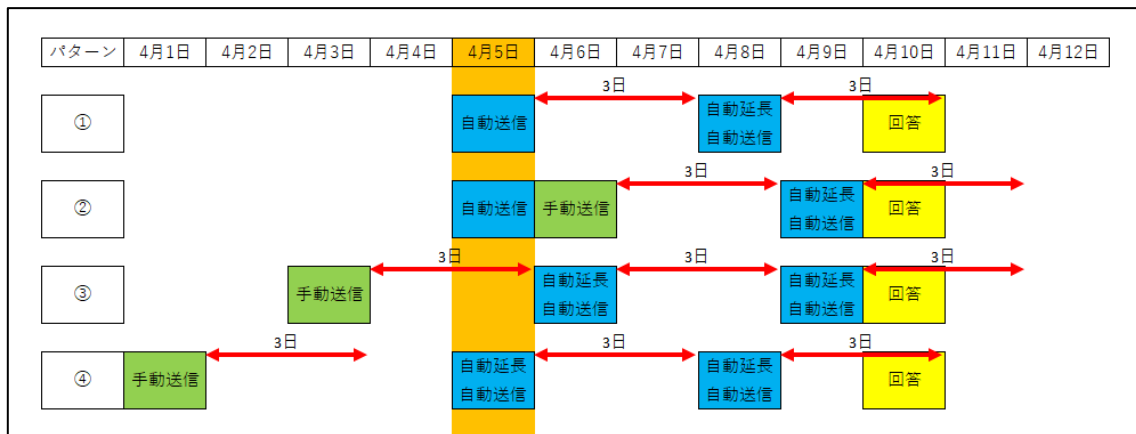 パターン 4月1日 4月2日 4月3日 4月4日 4月5日 4月6日 4月7日 4月8日 4月9日 4月10日 4月11日 4月12日
3日 3日
① 自動送信 自動延長 回答
自動送信
3日 3日
② 自動送信 手動送信 自動延長 回答
自動送信
3日 3日 3日
③ 手動送信 自動延長 自動延長 回答
自動送信 自動送信
3日 3日 3日
④ 手動送信 自動延長 自動延長 回答
自動送信 自動送信